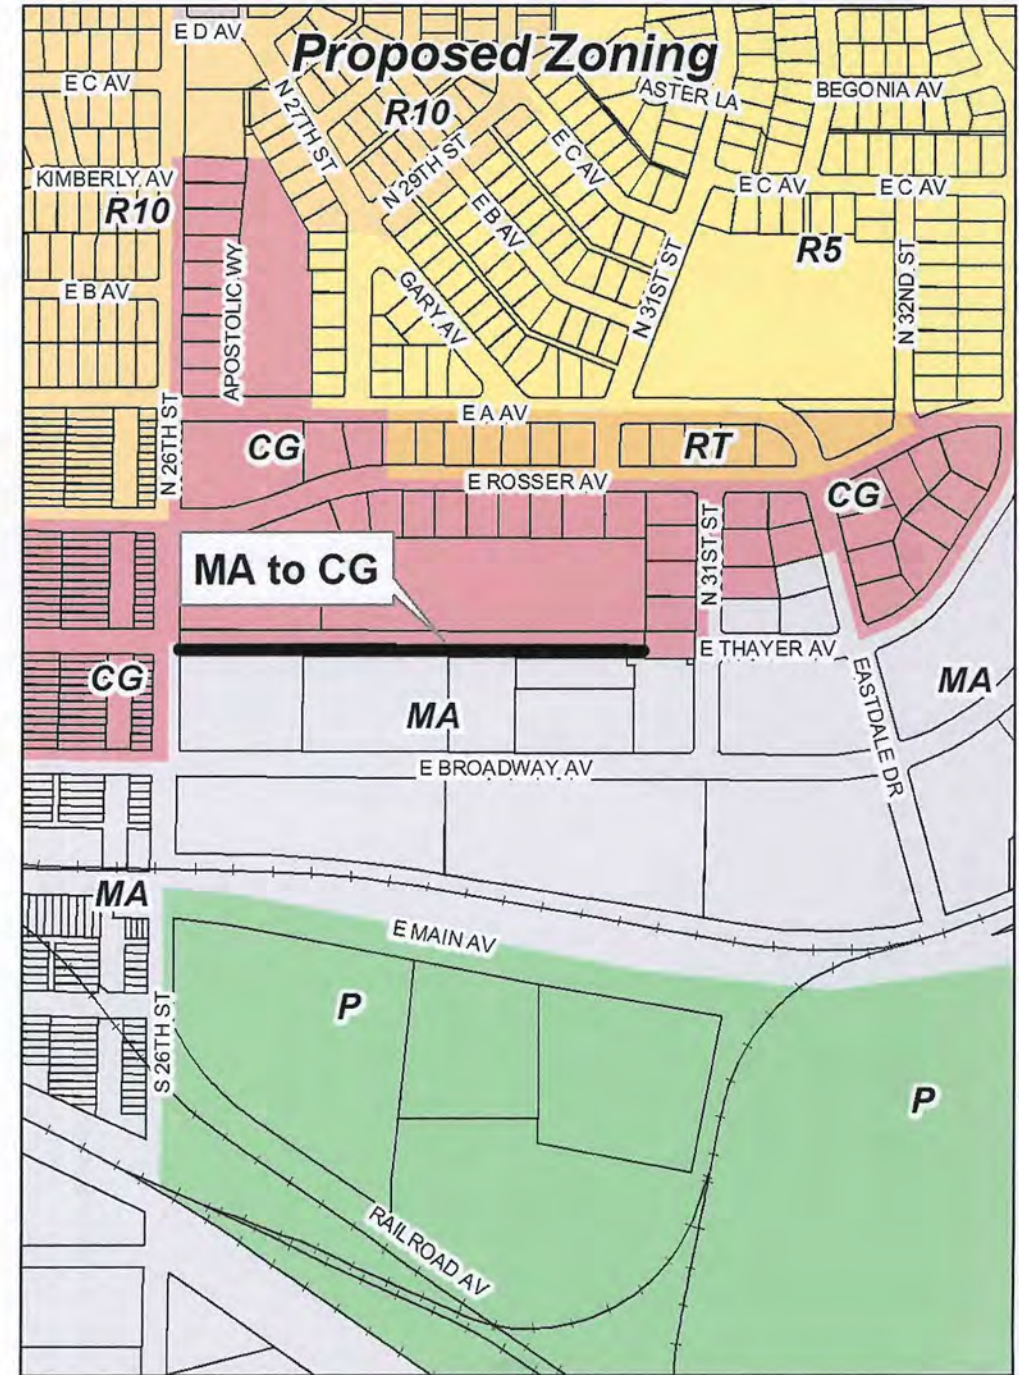 Proposed Zoning
E D AV
E C AV
N 27TH ST
R10
ASTER LA
BEGONIA AV
KIMBERLY AV
N 29TH ST
E C AV
E C AV
E C AV
R10
E B AV
R5
E B AV
APOSTOLIC WY
GARY AV
N 31ST ST
N 32ND ST
E A AV
N 26TH ST
CG
RT
E ROSSER AV
CG
MA to CG
N 31ST ST
E THAYER AV
CG
MA
EASTDALE DR
MA
E BROADWAY AV
MA
E MAIN AV
P
S 26TH ST
P
RAILROAD AV